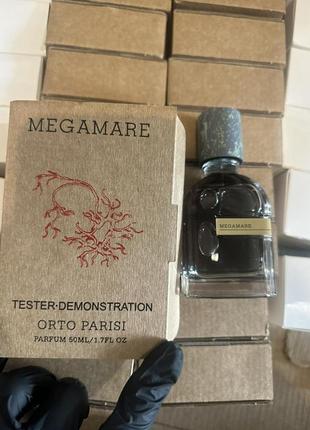 MEGAMARE
TESTER·DEMONSTRATION
ORTO PARISI
PARFUM 50ML/1.7FL OZ
MEGAMARE